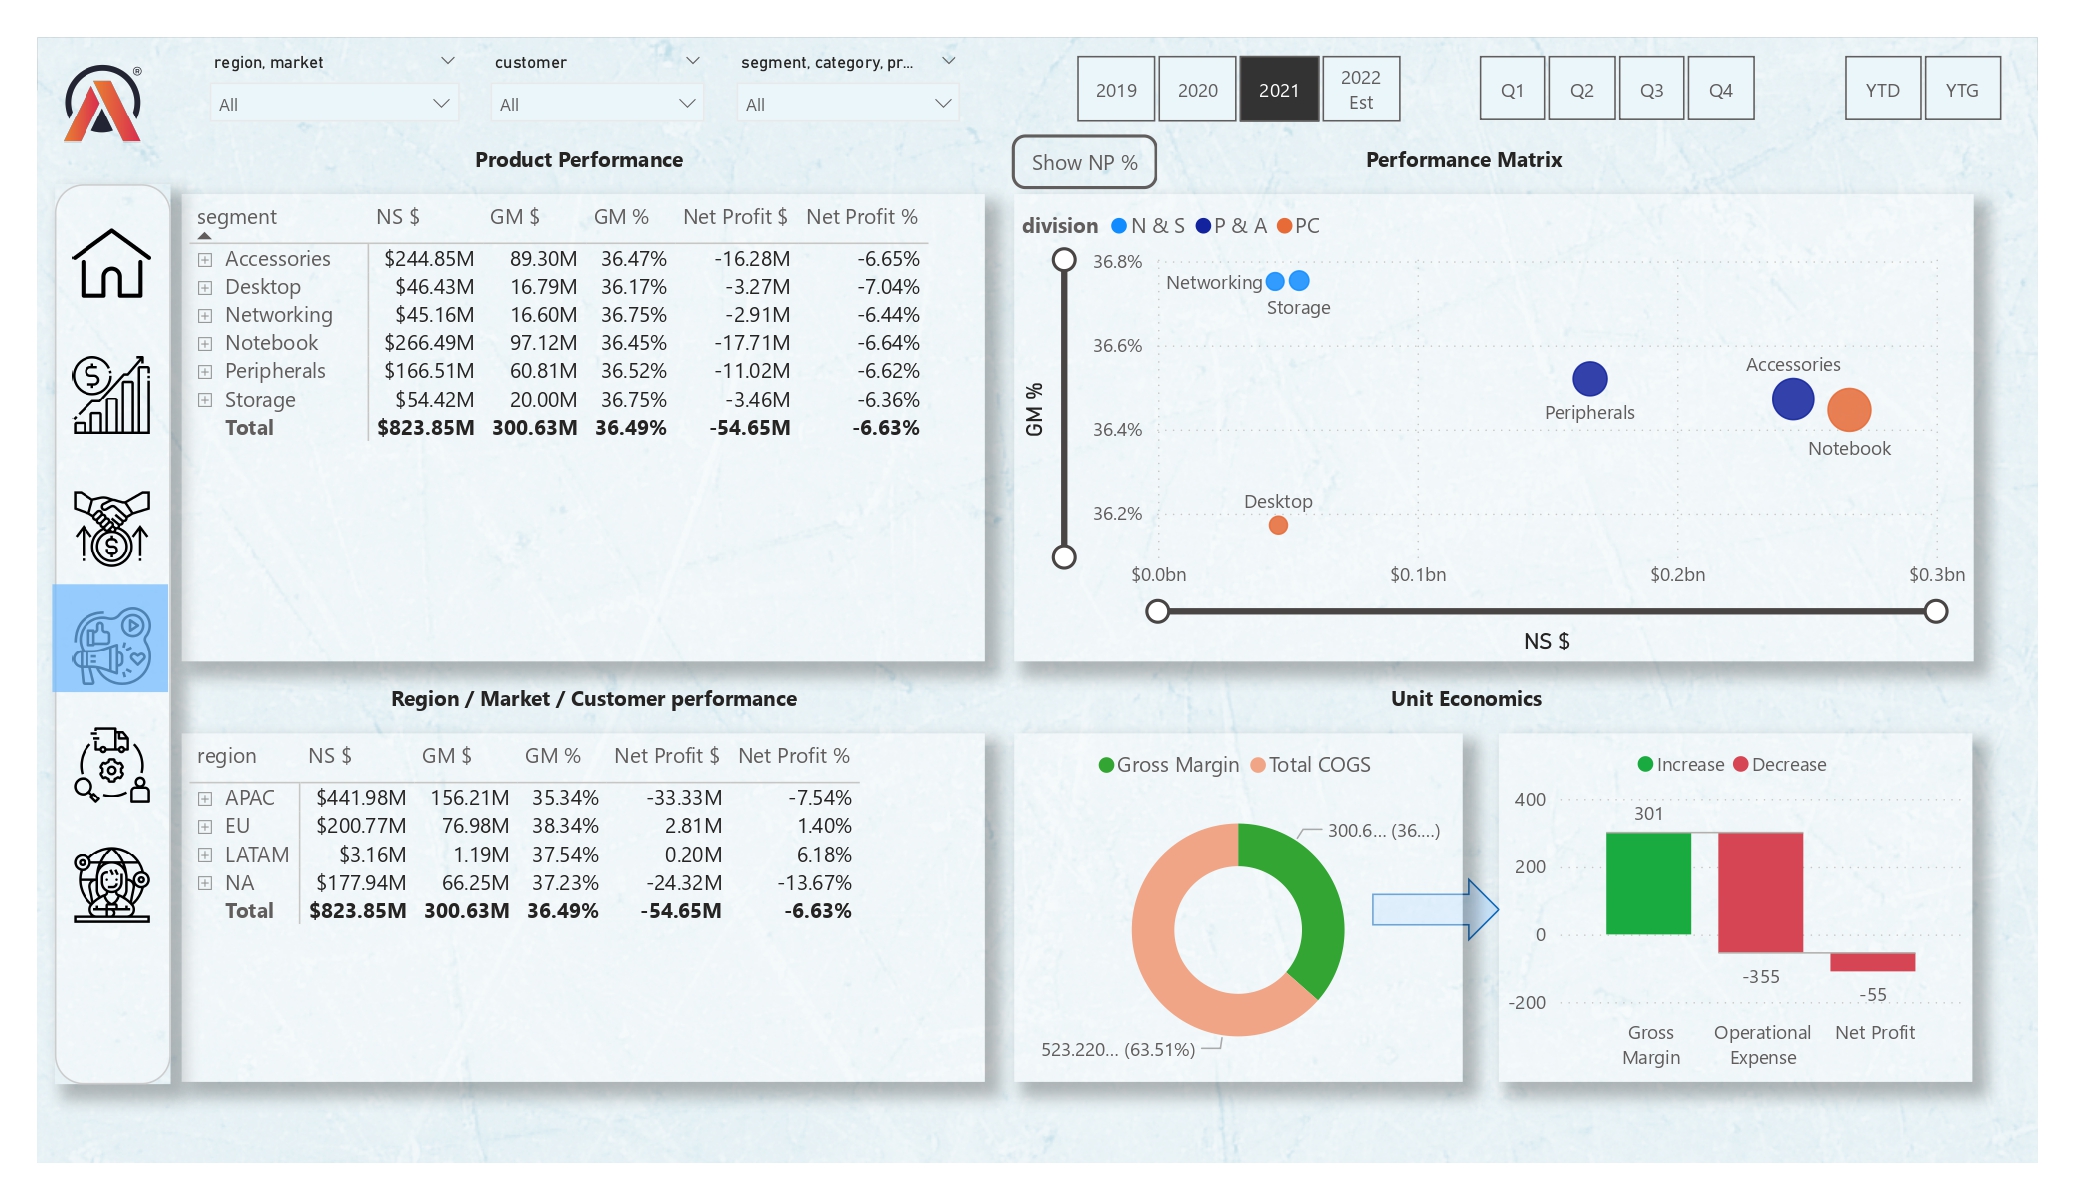 region, market
All
customer
All
segment, category, pr...
All
2019
2020
2021
2022
Est
Q1
Q2
Q3
Q4
YTD
YTG
®
Product Performance
segment NS $ GM $ GM % Net Profit $ Net Profit %
Accessories $244.85M 89.30M 36.47% -16.28M -6.65%
Desktop $46.43M 16.79M 36.17% -3.27M -7.04%
Networking $45.16M 16.60M 36.75% -2.91M -6.44%
Notebook $266.49M 97.12M 36.45% -17.71M -6.64%
Peripherals $166.51M 60.81M 36.52% -11.02M -6.62%
Storage $54.42M 20.00M 36.75% -3.46M -6.36%
Total $823.85M 300.63M 36.49% -54.65M -6.63%
Show NP %
Performance Matrix
division N & S P & A PC
36.8%
36.6%
36.4%
36.2%
GM %
Networking
Storage
Accessories
Peripherals
Notebook
Desktop
$0.0bn $0.1bn $0.2bn $0.3bn
NS $
Region / Market / Customer performance
region NS $ GM $ GM % Net Profit $ Net Profit %
APAC $441.98M 156.21M 35.34% -33.33M -7.54%
EU $200.77M 76.98M 38.34% 2.81M 1.40%
LATAM $3.16M 1.19M 37.54% 0.20M 6.18%
NA $177.94M 66.25M 37.23% -24.32M -13.67%
Total $823.85M 300.63M 36.49% -54.65M -6.63%
Unit Economics
Gross Margin Total COGS
300.6... (36....)
523.220... (63.51%)
Increase Decrease
400
200
0
-200
301
-355
-55
Gross
Margin
Operational
Expense
Net Profit